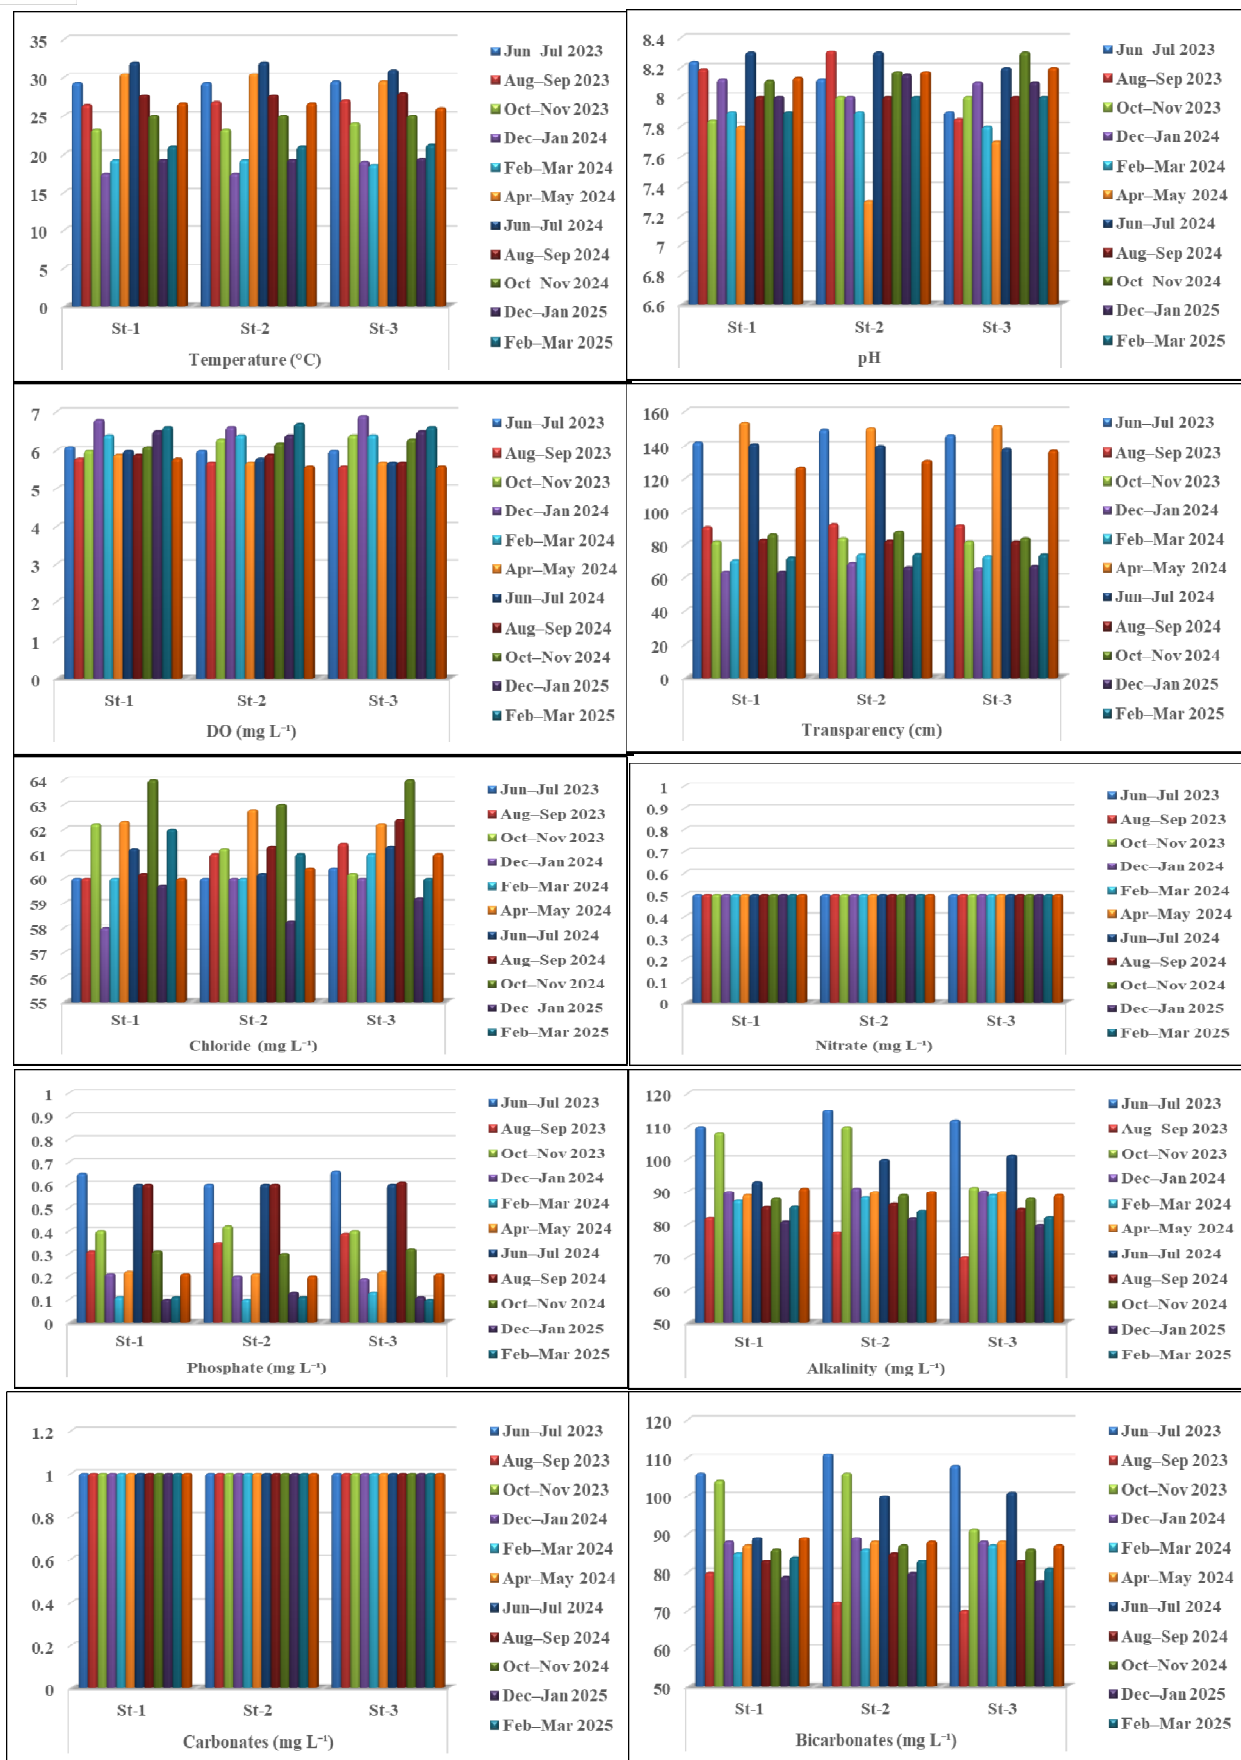 35
30
25
20
15
10
5
0
St-1 St-2 St-3
Temperature (°C)
Jun–Jul 2023
Aug–Sep 2023
Oct–Nov 2023
Dec–Jan 2024
Feb–Mar 2024
Apr–May 2024
Jun–Jul 2024
Aug–Sep 2024
Oct–Nov 2024
Dec–Jan 2025
Feb–Mar 2025
8.4
8.2
8
7.8
7.6
7.4
7.2
7
6.8
6.6
St-1 St-2 St-3
pH
Jun–Jul 2023
Aug–Sep 2023
Oct–Nov 2023
Dec–Jan 2024
Feb–Mar 2024
Apr–May 2024
Jun–Jul 2024
Aug–Sep 2024
Oct–Nov 2024
Dec–Jan 2025
Feb–Mar 2025
7
6
5
4
3
2
1
0
St-1 St-2 St-3
DO (mg L⁻¹)
Jun–Jul 2023
Aug–Sep 2023
Oct–Nov 2023
Dec–Jan 2024
Feb–Mar 2024
Apr–May 2024
Jun–Jul 2024
Aug–Sep 2024
Oct–Nov 2024
Dec–Jan 2025
Feb–Mar 2025
160
140
120
100
80
60
40
20
0
St-1 St-2 St-3
Transparency (cm)
Jun–Jul 2023
Aug–Sep 2023
Oct–Nov 2023
Dec–Jan 2024
Feb–Mar 2024
Apr–May 2024
Jun–Jul 2024
Aug–Sep 2024
Oct–Nov 2024
Dec–Jan 2025
Feb–Mar 2025
64
63
62
61
60
59
58
57
56
55
St-1 St-2 St-3
Chloride (mg L⁻¹)
Jun–Jul 2023
Aug–Sep 2023
Oct–Nov 2023
Dec–Jan 2024
Feb–Mar 2024
Apr–May 2024
Jun–Jul 2024
Aug–Sep 2024
Oct–Nov 2024
Dec–Jan 2025
Feb–Mar 2025
1
0.9
0.8
0.7
0.6
0.5
0.4
0.3
0.2
0.1
0
St-1 St-2 St-3
Nitrate (mg L⁻¹)
Jun–Jul 2023
Aug–Sep 2023
Oct–Nov 2023
Dec–Jan 2024
Feb–Mar 2024
Apr–May 2024
Jun–Jul 2024
Aug–Sep 2024
Oct–Nov 2024
Dec–Jan 2025
Feb–Mar 2025
1
0.9
0.8
0.7
0.6
0.5
0.4
0.3
0.2
0.1
0
St-1 St-2 St-3
Phosphate (mg L⁻¹)
Jun–Jul 2023
Aug–Sep 2023
Oct–Nov 2023
Dec–Jan 2024
Feb–Mar 2024
Apr–May 2024
Jun–Jul 2024
Aug–Sep 2024
Oct–Nov 2024
Dec–Jan 2025
Feb–Mar 2025
120
110
100
90
80
70
60
50
St-1 St-2 St-3
Alkalinity (mg L⁻¹)
Jun–Jul 2023
Aug–Sep 2023
Oct–Nov 2023
Dec–Jan 2024
Feb–Mar 2024
Apr–May 2024
Jun–Jul 2024
Aug–Sep 2024
Oct–Nov 2024
Dec–Jan 2025
Feb–Mar 2025
1.2
1
0.8
0.6
0.4
0.2
0
St-1 St-2 St-3
Carbonates (mg L⁻¹)
Jun–Jul 2023
Aug–Sep 2023
Oct–Nov 2023
Dec–Jan 2024
Feb–Mar 2024
Apr–May 2024
Jun–Jul 2024
Aug–Sep 2024
Oct–Nov 2024
Dec–Jan 2025
Feb–Mar 2025
120
110
100
90
80
70
60
50
St-1 St-2 St-3
Bicarbonates (mg L⁻¹)
Jun–Jul 2023
Aug–Sep 2023
Oct–Nov 2023
Dec–Jan 2024
Feb–Mar 2024
Apr–May 2024
Jun–Jul 2024
Aug–Sep 2024
Oct–Nov 2024
Dec–Jan 2025
Feb–Mar 2025